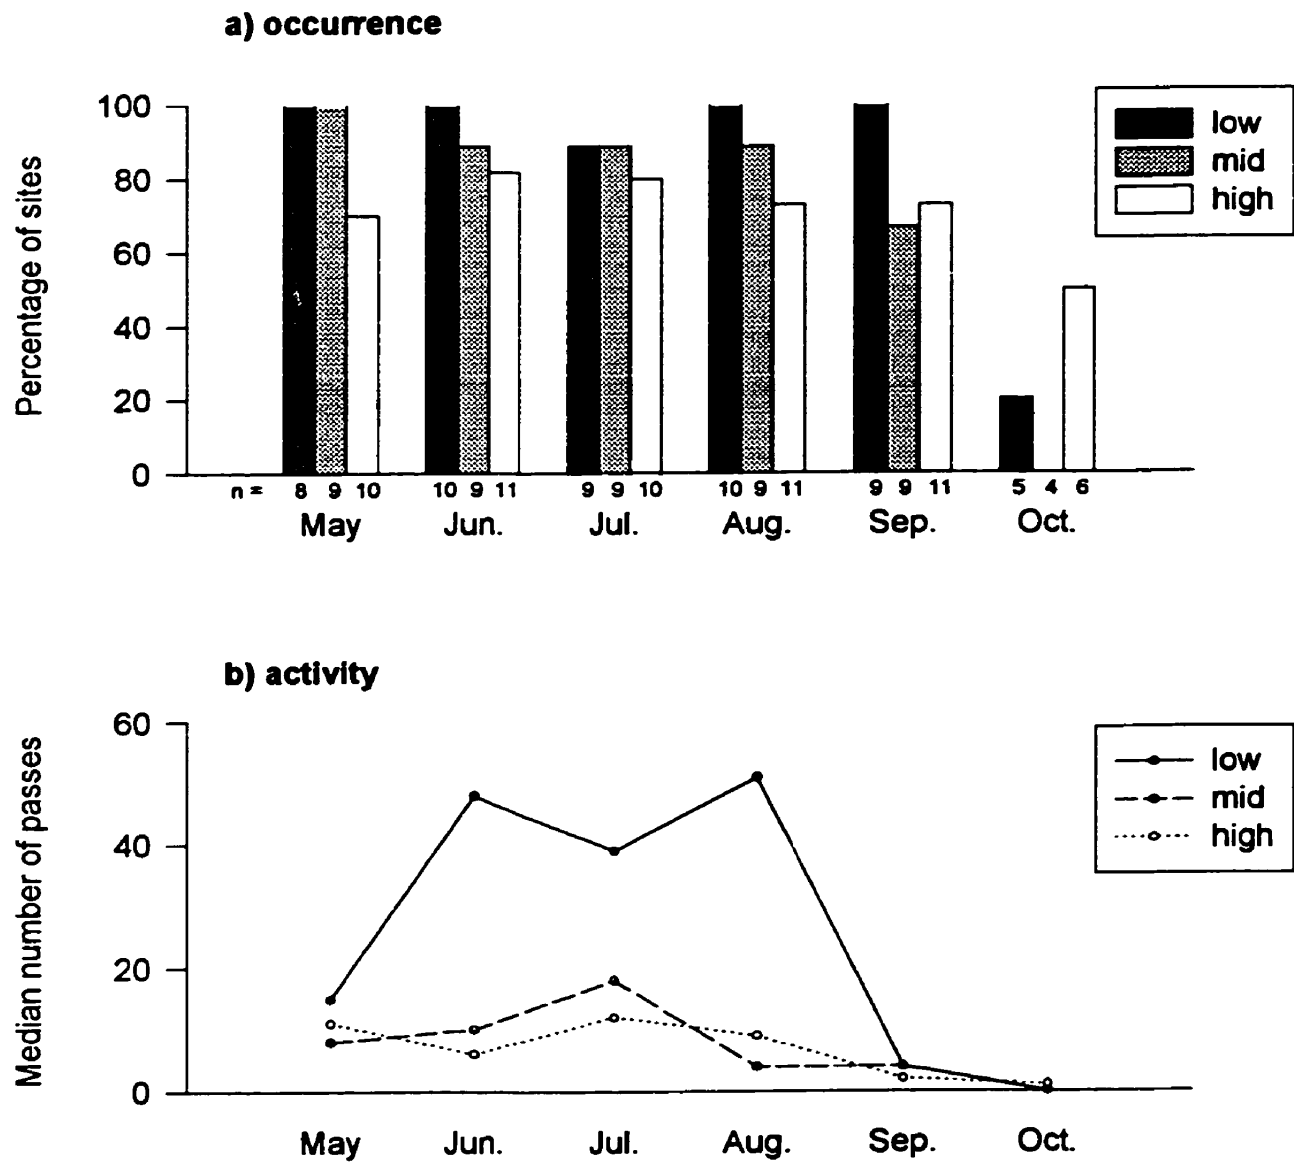 a) occurrence
100
80
60
40
20
0
Percentage of sites
low
mid
high
n = 8 9 10 10 9 11 9 9 10 10 9 11 9 9 11 5 4 6
May Jun. Jul. Aug. Sep. Oct.
b) activity
60
40
20
0
Median number of passes
low
mid
high
May Jun. Jul. Aug. Sep. Oct.